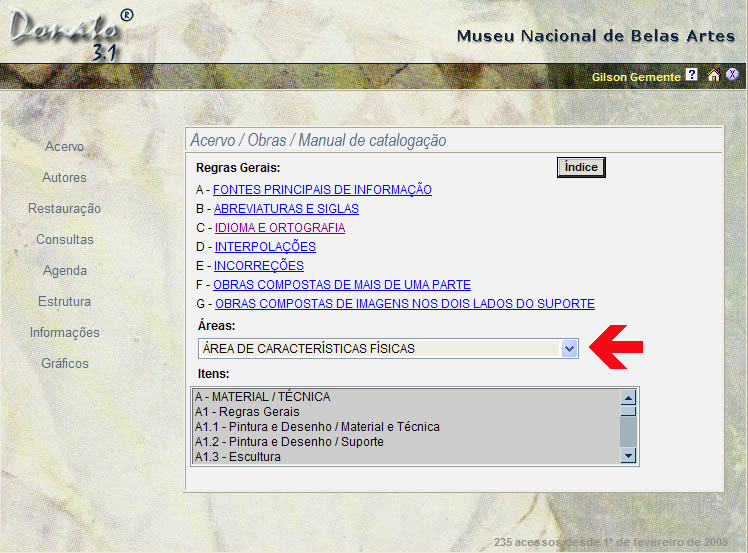 Donato®
3.1
Museu Nacional de Belas Artes
Gilson Gemente ? X
Acervo
Autores
Restauração
Consultas
Agenda
Estrutura
Informações
Gráficos
Acervo / Obras / Manual de catalogação
Regras Gerais:
Índice
A - FONTES PRINCIPAIS DE INFORMAÇÃO
B - ABREVIATURAS E SIGLAS
C - IDIOMA E ORTOGRAFIA
D - INTERPOLAÇÕES
E - INCORREÇÕES
F - OBRAS COMPOSTAS DE MAIS DE UMA PARTE
G - OBRAS COMPOSTAS DE IMAGENS NOS DOIS LADOS DO SUPORTE
Áreas:
ÁREA DE CARACTERÍSTICAS FÍSICAS
Itens:
A - MATERIAL / TÉCNICA
A1 - Regras Gerais
A1.1 - Pintura e Desenho / Material e Técnica
A1.2 - Pintura e Desenho / Suporte
A1.3 - Escultura
235 acessos desde 1º de fevereiro de 2008